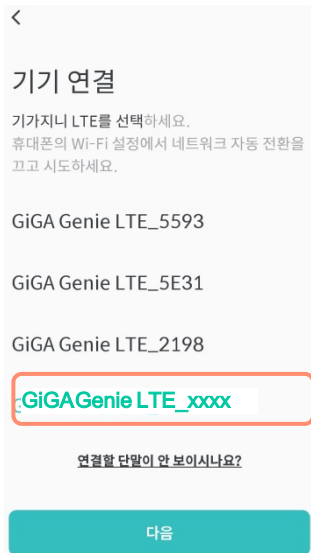 기기 연결
기가지니 LTE를 선택하세요.
휴대폰의 Wi-Fi 설정에서 네트워크 자동 전환을
끄고 시도하세요.
GiGA Genie LTE_5593
GiGA Genie LTE_5E31
GiGA Genie LTE_2198
GiGA Genie LTE_xxxx
연결할 단말이 안 보이시나요?
다음